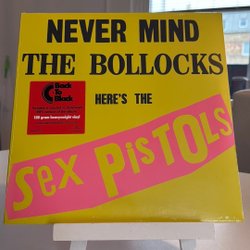 NEVER MIND
THE BOLLOCKS
HERE'S THE
Back
To
Black
180 gram heavyweight vinyl
Sex PiSTOLS